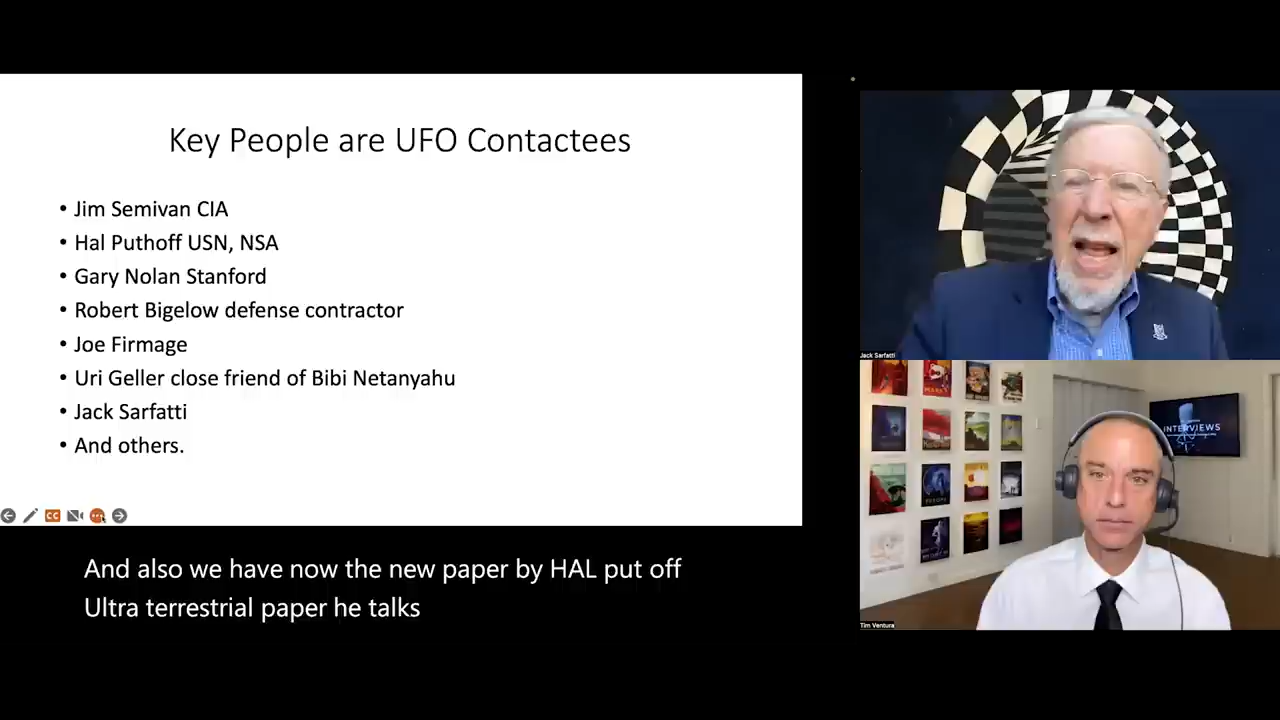 Key People are UFO Contactees
• Jim Semivan CIA
• Hal Puthoff USN, NSA
• Gary Nolan Stanford
• Robert Bigelow defense contractor
• Joe Firmage
• Uri Geller close friend of Bibi Netanyahu
• Jack Sarfatti
• And others.
CC
And also we have now the new paper by HAL put off
Ultra terrestrial paper he talks
Jack Sarfatti
INTERVIEWS
Tim Ventura